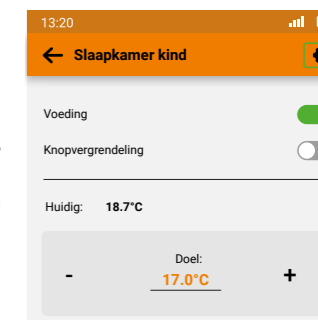 13:20
Slaapkamer kind
Voeding
Knopvergrendeling
Huidig: 18.7°C
Doel:
- 17.0°C +